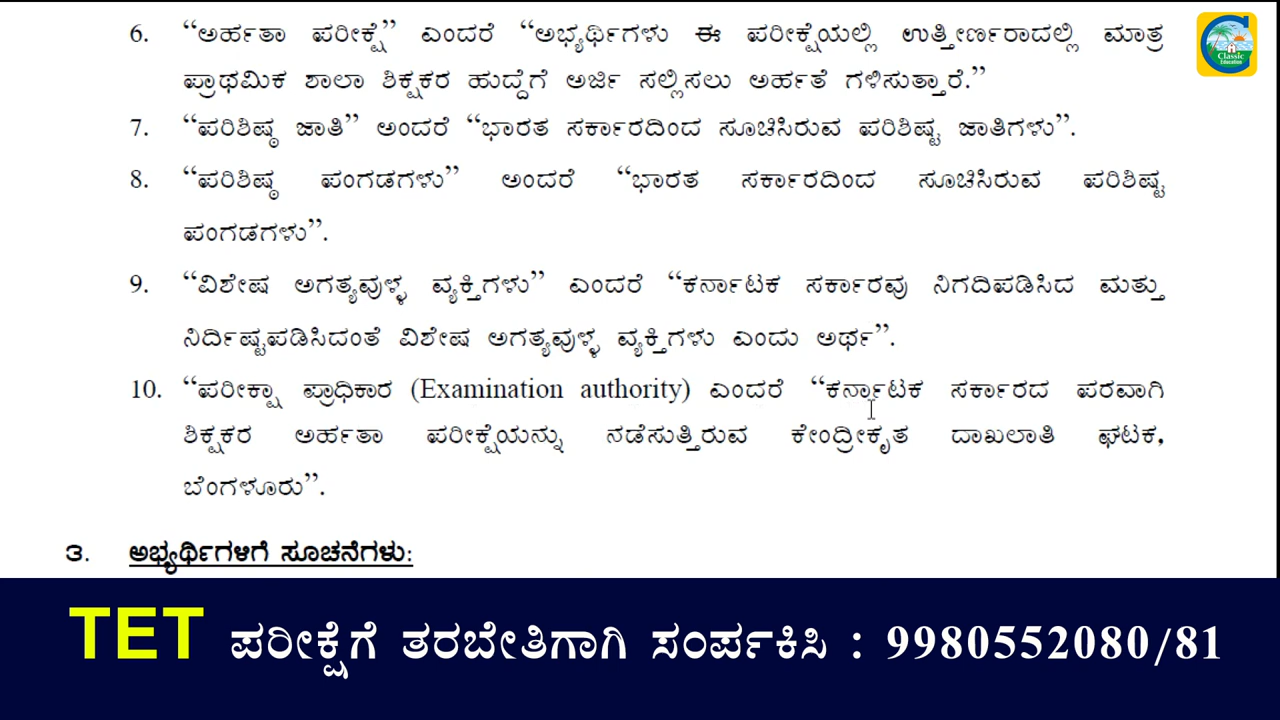 6. “ಅರ್ಹತಾ ಪರೀಕ್ಷೆ” ಎಂದರೆ “ಅಭ್ಯರ್ಥಿಗಳು ಈ ಪರೀಕ್ಷೆಯಲ್ಲಿ ಉತ್ತೀರ್ಣರಾದಲ್ಲಿ ಮಾತ್ರ
ಪ್ರಾಥಮಿಕ ಶಾಲಾ ಶಿಕ್ಷಕರ ಹುದ್ದೆಗೆ ಅರ್ಜಿ ಸಲ್ಲಿಸಲು ಅರ್ಹತೆ ಗಳಿಸುತ್ತಾರೆ.”
7. “ಪರಿಶಿಷ್ಠ ಜಾತಿ” ಅಂದರೆ “ಭಾರತ ಸರ್ಕಾರದಿಂದ ಸೂಚಿಸಿರುವ ಪರಿಶಿಷ್ಟ ಜಾತಿಗಳು”.
8. “ಪರಿಶಿಷ್ಠ ಪಂಗಡಗಳು” ಅಂದರೆ “ಭಾರತ ಸರ್ಕಾರದಿಂದ ಸೂಚಿಸಿರುವ ಪರಿಶಿಷ್ಟ
ಪಂಗಡಗಳು”.
9. “ವಿಶೇಷ ಅಗತ್ಯವುಳ್ಳ ವ್ಯಕ್ತಿಗಳು” ಎಂದರೆ “ಕರ್ನಾಟಕ ಸರ್ಕಾರವು ನಿಗದಿಪಡಿಸಿದ ಮತ್ತು
ನಿರ್ದಿಷ್ಟಪಡಿಸಿದಂತೆ ವಿಶೇಷ ಅಗತ್ಯವುಳ್ಳ ವ್ಯಕ್ತಿಗಳು ಎಂದು ಅರ್ಥ”.
10. “ಪರೀಕ್ಷಾ ಪ್ರಾಧಿಕಾರ (Examination authority) ಎಂದರೆ “ಕರ್ನಾಟಕ ಸರ್ಕಾರದ ಪರವಾಗಿ
ಶಿಕ್ಷಕರ ಅರ್ಹತಾ ಪರೀಕ್ಷೆಯನ್ನು ನಡೆಸುತ್ತಿರುವ ಕೇಂದ್ರೀಕೃತ ದಾಖಲಾತಿ ಘಟಕ,
ಬೆಂಗಳೂರು”.
೩. ಅಭ್ಯರ್ಥಿಗಳಿಗೆ ಸೂಚನೆಗಳು:
TET ಪರೀಕ್ಷೆಗೆ ತರಬೇತಿಗಾಗಿ ಸಂರ್ಪಕಿಸಿ : 9980552080/81
Classic
Education